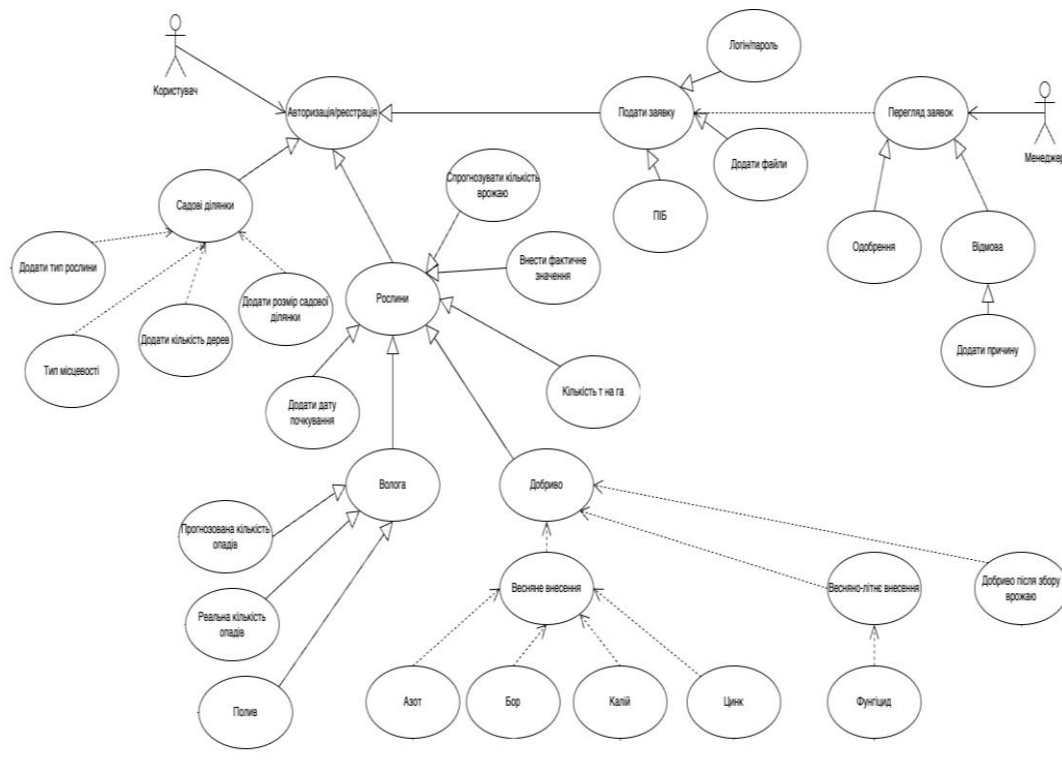 Користувач
Авторизація/реєстрація
Логін/пароль
Подати заявку
Перегляд заявок
Менеджер
Додати файли
ПІБ
Одобрення
Відмова
Додати причину
Садові ділянки
Спрогнозувати кількість
врожаю
Внести фактичне
значення
Додати тип рослини
Рослини
Додати розмір садової
ділянки
Додати кількість дерев
Тип місцевості
Додати дату
почкування
Кількість т на га
Волога
Добриво
Прогнозована кількість
опадів
Реальна кількість
опадів
Полив
Весняне внесення
Весняно-літнє внесення
Добриво після збору
врожаю
Азот
Бор
Калій
Цинк
Фунгіцид